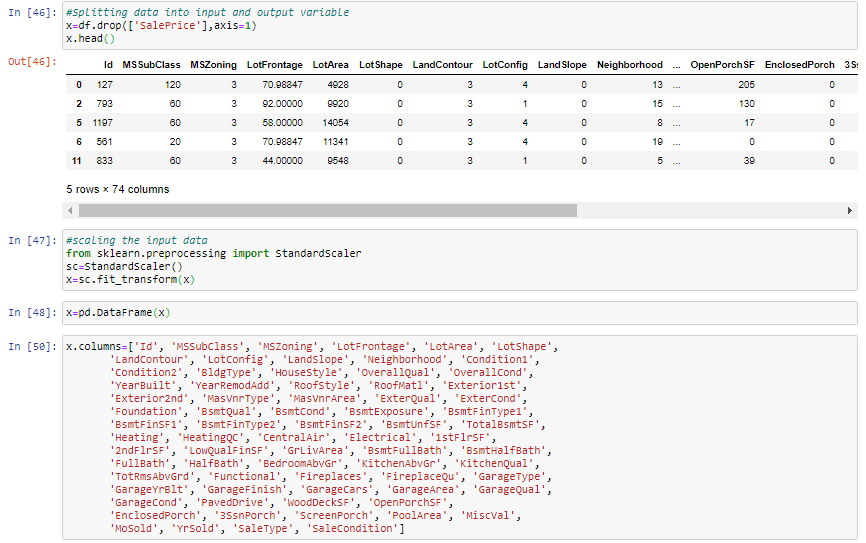 In [46]: #Splitting data into input and output variable
x=df.drop(['SalePrice'],axis=1)
x.head()
Out[46]:
Id MSSubClass MSZoning LotFrontage LotArea LotShape LandContour LotConfig LandSlope Neighborhood ... OpenPorchSF EnclosedPorch 3Ss
0 127 120 3 70.98847 4928 0 3 4 0 13 ... 205 0
2 793 60 3 92.00000 9920 0 3 1 0 15 ... 130 0
5 1197 60 3 58.00000 14054 0 3 4 0 8 ... 17 0
6 561 20 3 70.98847 11341 0 3 4 0 19 ... 0 0
11 833 60 3 44.00000 9548 0 3 1 0 5 ... 39 0
5 rows × 74 columns
In [47]: #scaling the input data
from sklearn.preprocessing import StandardScaler
sc=StandardScaler()
x=sc.fit_transform(x)
In [48]: x=pd.DataFrame(x)
In [50]: x.columns=['Id', 'MSSubClass', 'MSZoning', 'LotFrontage', 'LotArea', 'LotShape',
'LandContour', 'LotConfig', 'LandSlope', 'Neighborhood', 'Condition1',
'Condition2', 'BldgType', 'HouseStyle', 'OverallQual', 'OverallCond',
'YearBuilt', 'YearRemodAdd', 'RoofStyle', 'RoofMatl', 'Exterior1st',
'Exterior2nd', 'MasVnrType', 'MasVnrArea', 'ExterQual', 'ExterCond',
'Foundation', 'BsmtQual', 'BsmtCond', 'BsmtExposure', 'BsmtFinType1',
'BsmtFinSF1', 'BsmtFinType2', 'BsmtFinSF2', 'BsmtUnfSF', 'TotalBsmtSF',
'Heating', 'HeatingQC', 'CentralAir', 'Electrical', '1stFlrSF',
'2ndFlrSF', 'LowQualFinSF', 'GrLivArea', 'BsmtFullBath', 'BsmtHalfBath',
'FullBath', 'HalfBath', 'BedroomAbvGr', 'KitchenAbvGr', 'KitchenQual',
'TotRmsAbvGrd', 'Functional', 'Fireplaces', 'FireplaceQu', 'GarageType',
'GarageYrBlt', 'GarageFinish', 'GarageCars', 'GarageArea', 'GarageQual',
'GarageCond', 'PavedDrive', 'WoodDeckSF', 'OpenPorchSF',
'EnclosedPorch', '3SsnPorch', 'ScreenPorch', 'PoolArea', 'MiscVal',
'MoSold', 'YrSold', 'SaleType', 'SaleCondition']